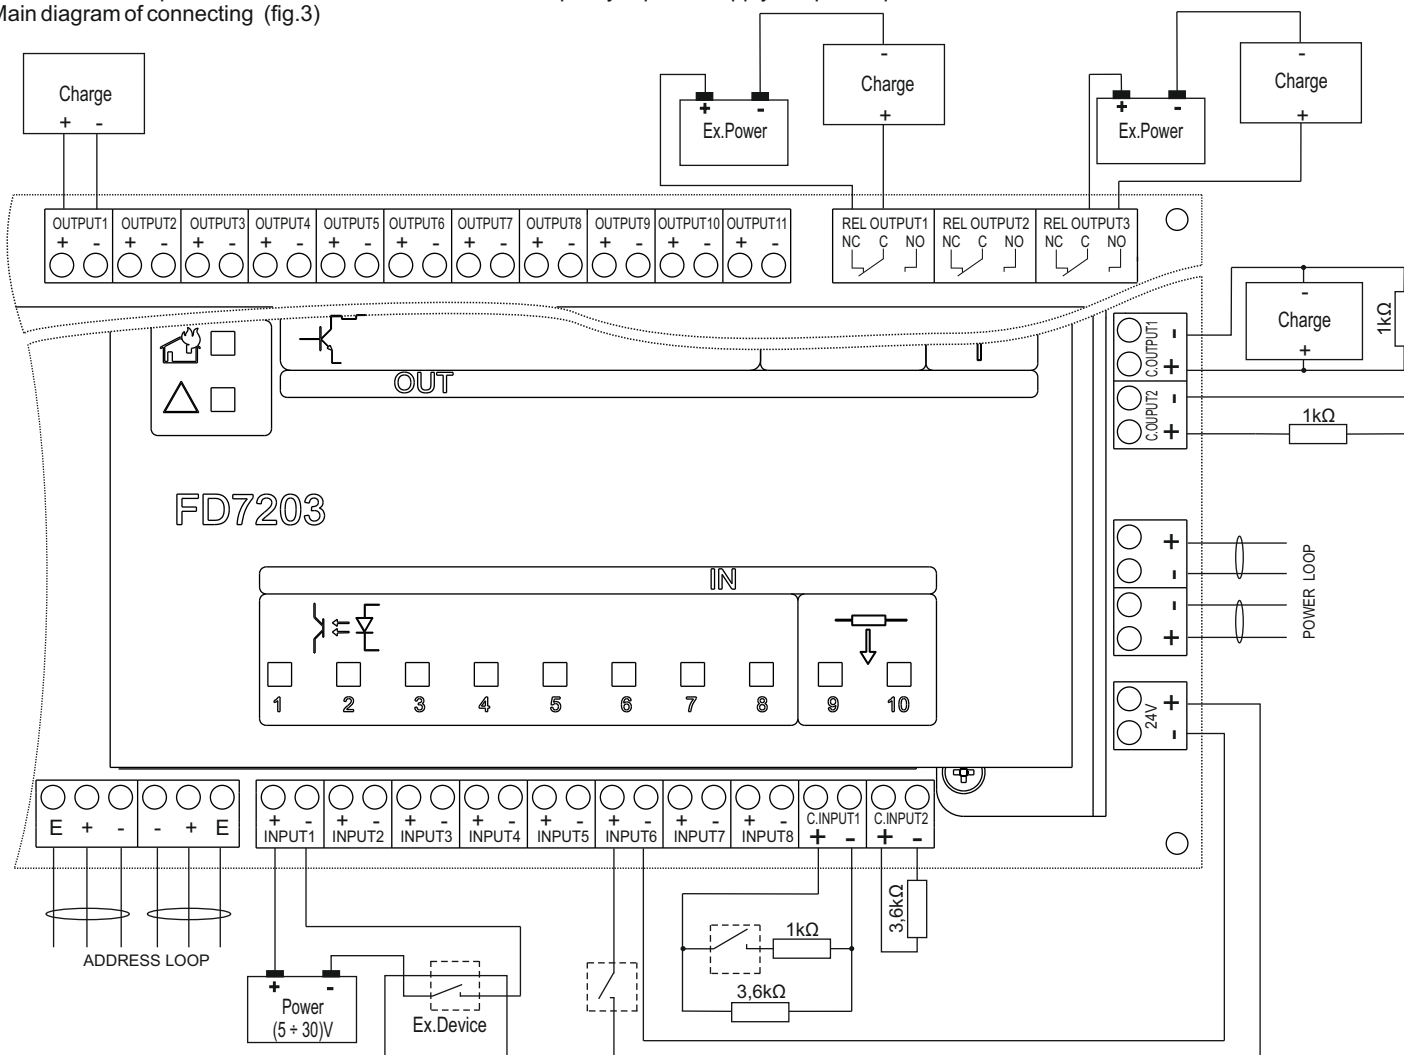 Main diagram of connecting (fig.3)
Charge
+ -
+ -
Ex.Power
-
Charge
+
+ -
Ex.Power
-
Charge
+
OUTPUT1 OUTPUT2 OUTPUT3 OUTPUT4 OUTPUT5 OUTPUT6 OUTPUT7 OUTPUT8 OUTPUT9 OUTPUT10 OUTPUT11
+ - + - + - + - + - + - + - + - + - + - + -
REL OUTPUT1 REL OUTPUT2 REL OUTPUT3
NC C NO NC C NO NC C NO
C.OUTPUT1
-
+
-
Charge
+
1kΩ
C.OUPUT2
-
+
1kΩ
OUT
FD7203
IN
1 2 3 4 5 6 7 8 9 10
+
-
-
+
POWER LOOP
24V
+
-
E + - - + E
+ - + - + - + - + - + - + - + -
INPUT1 INPUT2 INPUT3 INPUT4 INPUT5 INPUT6 INPUT7 INPUT8
C.INPUT1 C.INPUT2
+ - + -
ADDRESS LOOP
+ -
Power
(5 ÷ 30)V
Ex.Device
1kΩ
3,6kΩ
3,6kΩ